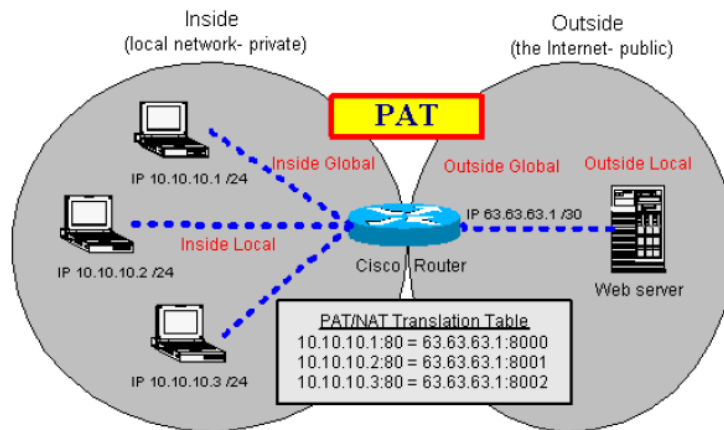 Inside
(local network- private)
Outside
(the Internet- public)
PAT
Inside Global
Outside Global
Outside Local
IP 10.10.10.1 /24
IP 63.63.63.1 /30
Inside Local
IP 10.10.10.2 /24
Cisco Router
Web server
PAT/NAT Translation Table
10.10.10.1:80 = 63.63.63.1:8000
10.10.10.2:80 = 63.63.63.1:8001
10.10.10.3:80 = 63.63.63.1:8002
IP 10.10.10.3 /24